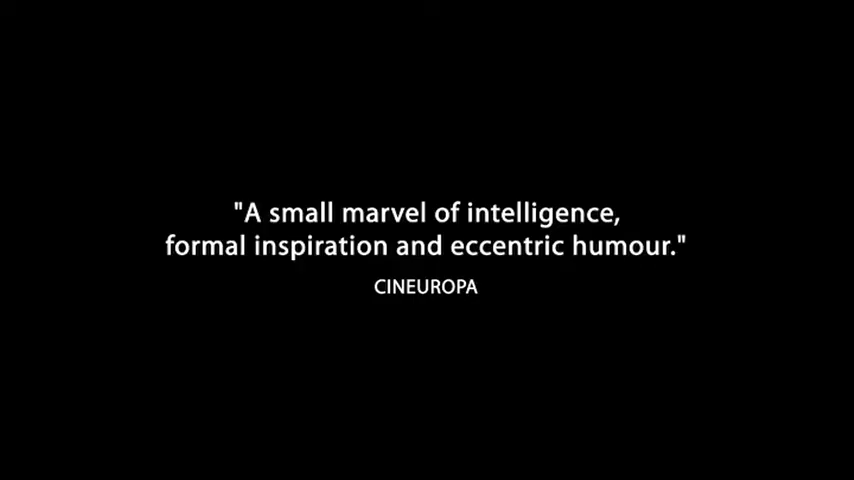 "A small marvel of intelligence,
formal inspiration and eccentric humour."
CINEUROPA